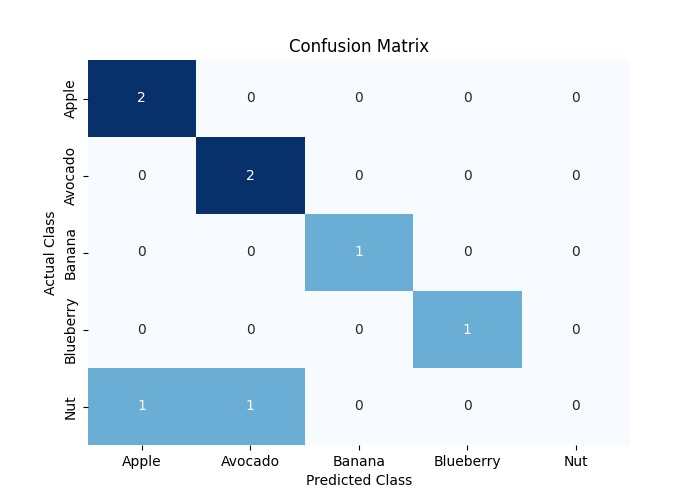 Confusion Matrix
Actual Class
Apple 2 0 0 0 0
Avocado 0 2 0 0 0
Banana 0 0 1 0 0
Blueberry 0 0 0 1 0
Nut 1 1 0 0 0
Apple Avocado Banana Blueberry Nut
Predicted Class